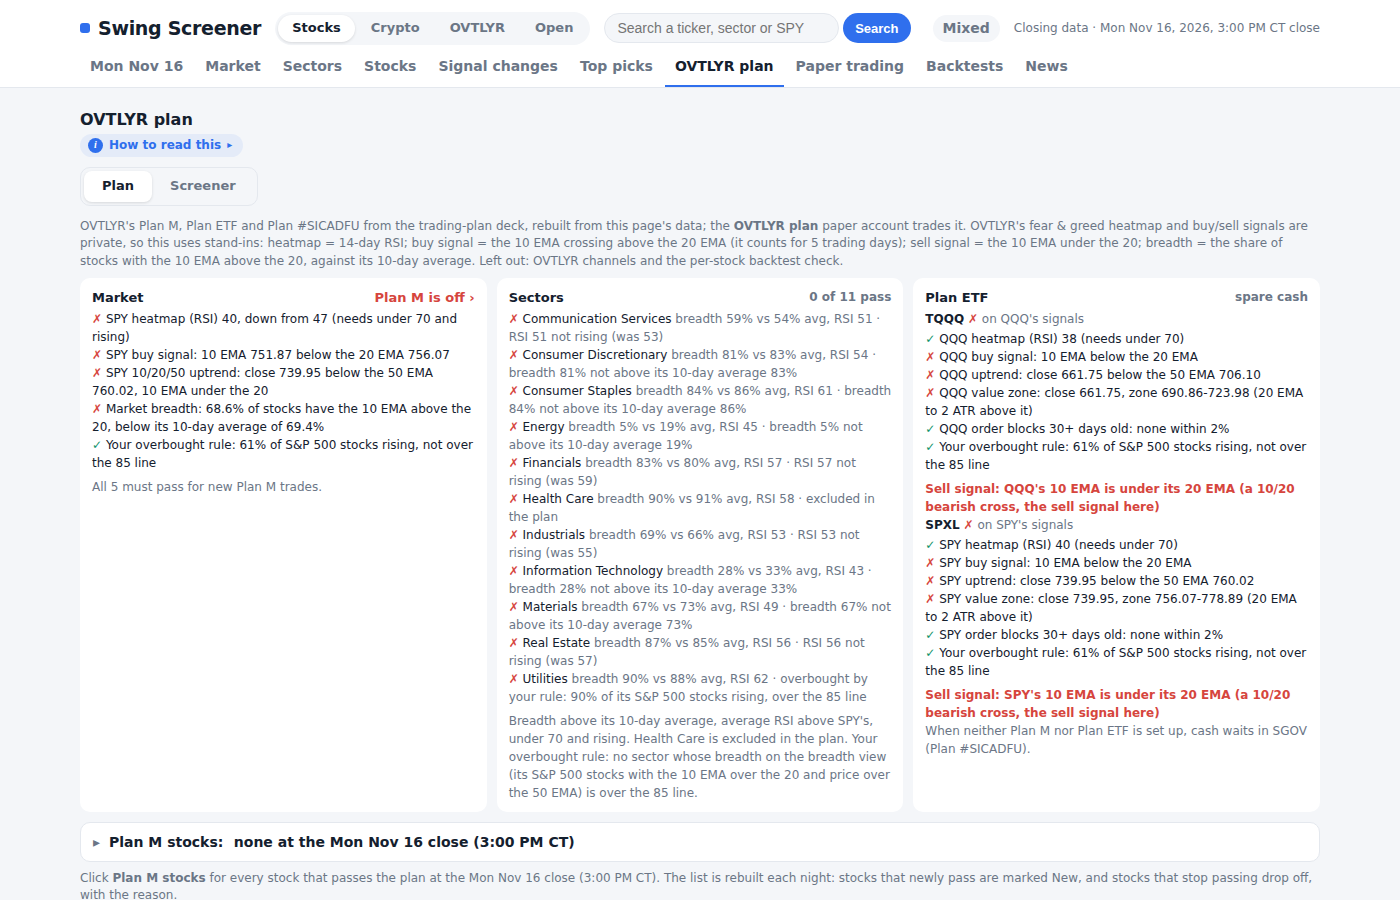 Swing Screener
Stocks Crypto OVTLYR Open
Search a ticker, sector or SPY
Search
Mixed
Closing data · Mon Nov 16, 2026, 3:00 PM CT close
Mon Nov 16 Market Sectors Stocks Signal changes Top picks OVTLYR plan Paper trading Backtests News
OVTLYR plan
i How to read this ▸
Plan Screener
OVTLYR's Plan M, Plan ETF and Plan #SICADFU from the trading-plan deck, rebuilt from this page's data; the OVTLYR plan paper account trades it. OVTLYR's fear & greed heatmap and buy/sell signals are
private, so this uses stand-ins: heatmap = 14-day RSI; buy signal = the 10 EMA crossing above the 20 EMA (it counts for 5 trading days); sell signal = the 10 EMA under the 20; breadth = the share of
stocks with the 10 EMA above the 20, against its 10-day average. Left out: OVTLYR channels and the per-stock backtest check.
Market Plan M is off ›
✗ SPY heatmap (RSI) 40, down from 47 (needs under 70 and
rising)
✗ SPY buy signal: 10 EMA 751.87 below the 20 EMA 756.07
✗ SPY 10/20/50 uptrend: close 739.95 below the 50 EMA
760.02, 10 EMA under the 20
✗ Market breadth: 68.6% of stocks have the 10 EMA above the
20, below its 10-day average of 69.4%
✓ Your overbought rule: 61% of S&P 500 stocks rising, not over
the 85 line
All 5 must pass for new Plan M trades.
Sectors 0 of 11 pass
✗ Communication Services breadth 59% vs 54% avg, RSI 51 ·
RSI 51 not rising (was 53)
✗ Consumer Discretionary breadth 81% vs 83% avg, RSI 54 ·
breadth 81% not above its 10-day average 83%
✗ Consumer Staples breadth 84% vs 86% avg, RSI 61 · breadth
84% not above its 10-day average 86%
✗ Energy breadth 5% vs 19% avg, RSI 45 · breadth 5% not
above its 10-day average 19%
✗ Financials breadth 83% vs 80% avg, RSI 57 · RSI 57 not
rising (was 59)
✗ Health Care breadth 90% vs 91% avg, RSI 58 · excluded in
the plan
✗ Industrials breadth 69% vs 66% avg, RSI 53 · RSI 53 not
rising (was 55)
✗ Information Technology breadth 28% vs 33% avg, RSI 43 ·
breadth 28% not above its 10-day average 33%
✗ Materials breadth 67% vs 73% avg, RSI 49 · breadth 67% not
above its 10-day average 73%
✗ Real Estate breadth 87% vs 85% avg, RSI 56 · RSI 56 not
rising (was 57)
✗ Utilities breadth 90% vs 88% avg, RSI 62 · overbought by
your rule: 90% of its S&P 500 stocks rising, over the 85 line
Breadth above its 10-day average, average RSI above SPY's,
under 70 and rising. Health Care is excluded in the plan. Your
overbought rule: no sector whose breadth on the breadth view
(its S&P 500 stocks with the 10 EMA over the 20 and price over
the 50 EMA) is over the 85 line.
Plan ETF spare cash
TQQQ ✗ on QQQ's signals
✓ QQQ heatmap (RSI) 38 (needs under 70)
✗ QQQ buy signal: 10 EMA below the 20 EMA
✗ QQQ uptrend: close 661.75 below the 50 EMA 706.10
✗ QQQ value zone: close 661.75, zone 690.86-723.98 (20 EMA
to 2 ATR above it)
✓ QQQ order blocks 30+ days old: none within 2%
✓ Your overbought rule: 61% of S&P 500 stocks rising, not over
the 85 line
Sell signal: QQQ's 10 EMA is under its 20 EMA (a 10/20
bearish cross, the sell signal here)
SPXL ✗ on SPY's signals
✓ SPY heatmap (RSI) 40 (needs under 70)
✗ SPY buy signal: 10 EMA below the 20 EMA
✗ SPY uptrend: close 739.95 below the 50 EMA 760.02
✗ SPY value zone: close 739.95, zone 756.07-778.89 (20 EMA
to 2 ATR above it)
✓ SPY order blocks 30+ days old: none within 2%
✓ Your overbought rule: 61% of S&P 500 stocks rising, not over
the 85 line
Sell signal: SPY's 10 EMA is under its 20 EMA (a 10/20
bearish cross, the sell signal here)
When neither Plan M nor Plan ETF is set up, cash waits in SGOV
(Plan #SICADFU).
▸ Plan M stocks: none at the Mon Nov 16 close (3:00 PM CT)
Click Plan M stocks for every stock that passes the plan at the Mon Nov 16 close (3:00 PM CT). The list is rebuilt each night: stocks that newly pass are marked New, and stocks that stop passing drop off,
with the reason.